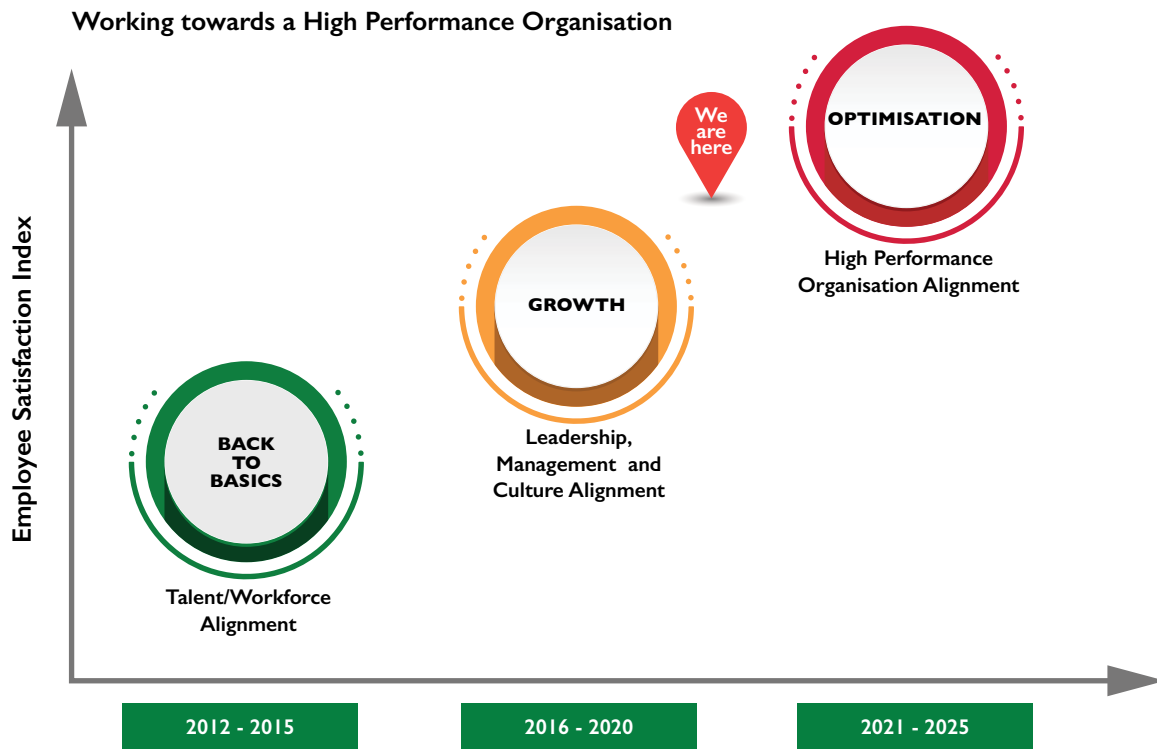 Working towards a High Performance Organisation
We
are
here
OPTIMISATION
High Performance
Organisation Alignment
GROWTH
Leadership,
Management and
Culture Alignment
BACK
TO
BASICS
Talent/Workforce
Alignment
Employee Satisfaction Index
2012 - 2015
2016 - 2020
2021 - 2025